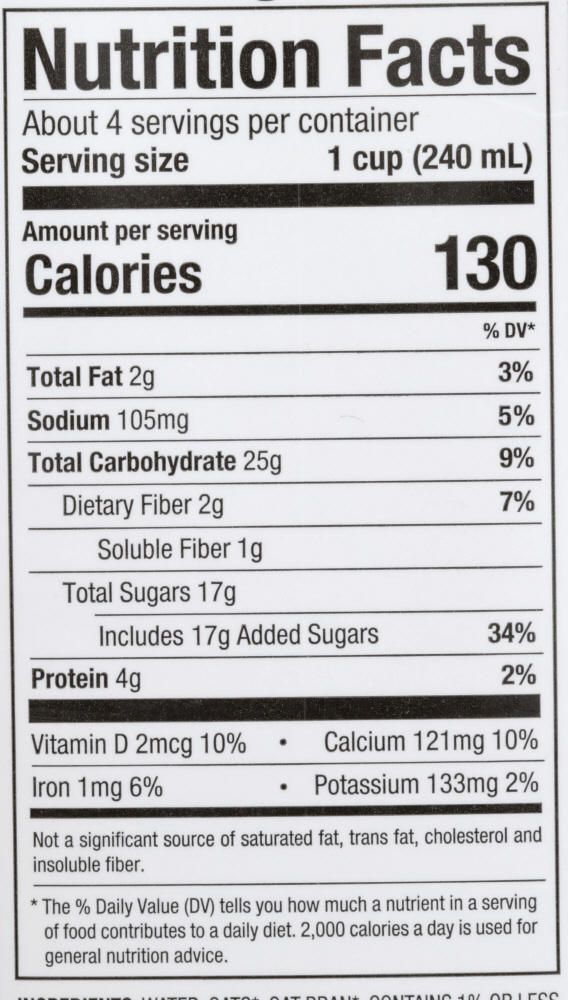 Nutrition Facts
About 4 servings per container
Serving size 1 cup (240 mL)
Amount per serving
Calories 130
% DV*
Total Fat 2g 3%
Sodium 105mg 5%
Total Carbohydrate 25g 9%
Dietary Fiber 2g 7%
Soluble Fiber 1g
Total Sugars 17g
Includes 17g Added Sugars 34%
Protein 4g 2%
Vitamin D 2mcg 10% • Calcium 121mg 10%
Iron 1mg 6% • Potassium 133mg 2%
Not a significant source of saturated fat, trans fat, cholesterol and
insoluble fiber.
* The % Daily Value (DV) tells you how much a nutrient in a serving
of food contributes to a daily diet. 2,000 calories a day is used for
general nutrition advice.